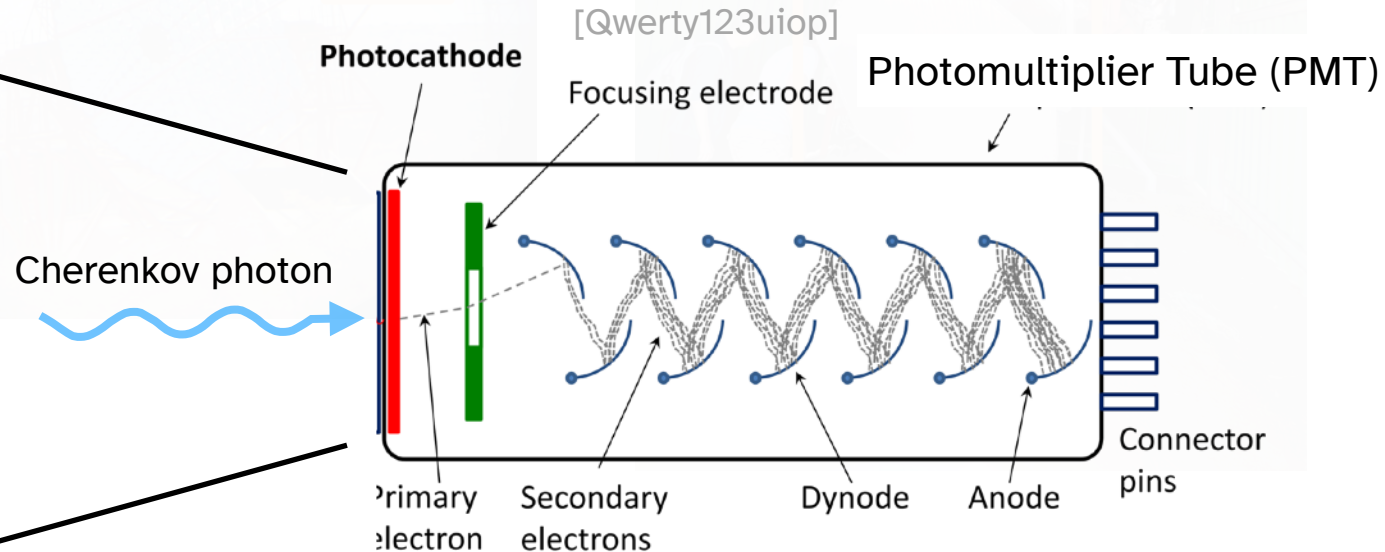 [Qwerty123uiop]
Photocathode
Focusing electrode
Photomultiplier Tube (PMT)
Cherenkov photon
Connector
pins
Primary
electron
Secondary
electrons
Dynode
Anode